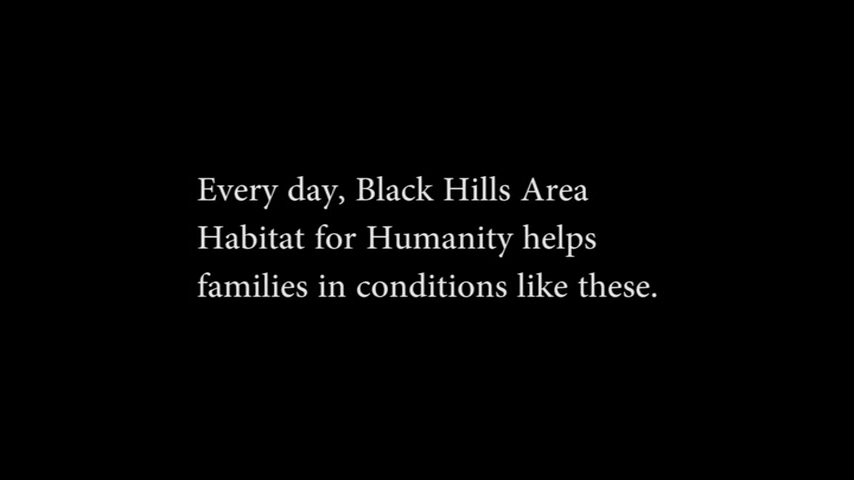 Every day, Black Hills Area
Habitat for Humanity helps
families in conditions like these.